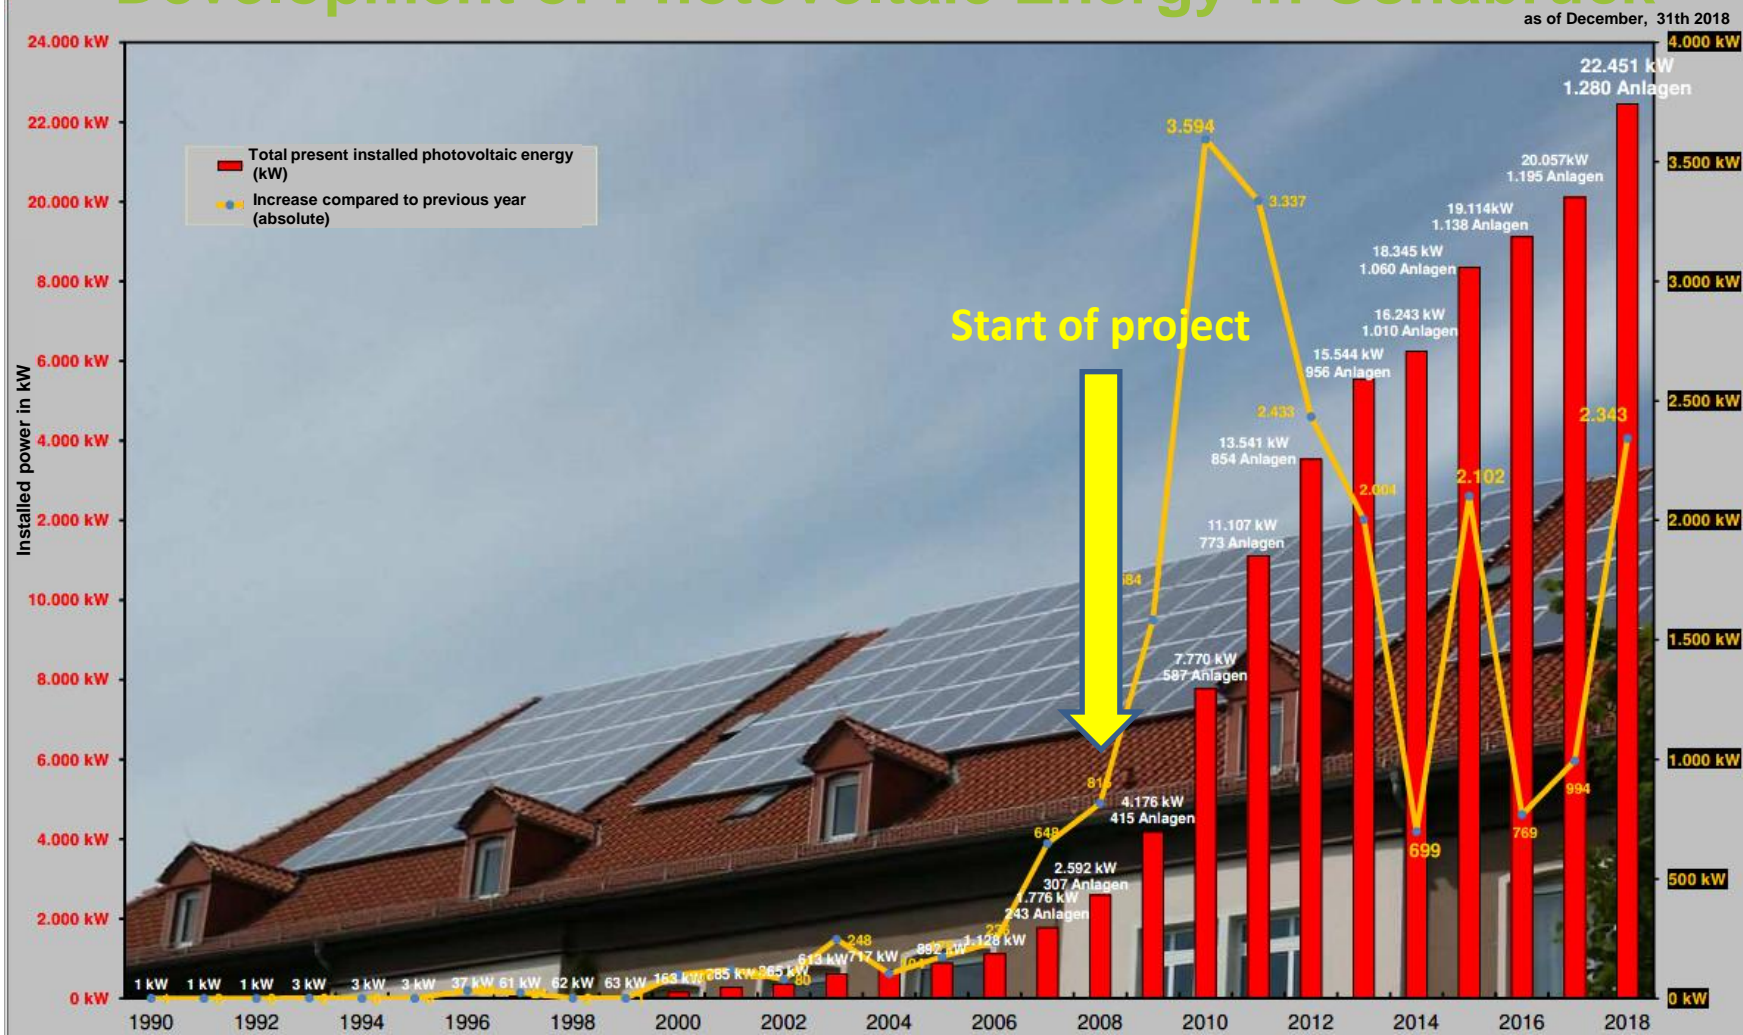 Development of Photovoltaic Energy in Osnabrück
as of December, 31th 2018
24.000 kW
22.000 kW
20.000 kW
8.000 kW
6.000 kW
4.000 kW
2.000 kW
10.000 kW
8.000 kW
6.000 kW
4.000 kW
2.000 kW
0 kW
Installed power in kW
4.000 kW
3.500 kW
3.000 kW
2.500 kW
2.000 kW
1.500 kW
1.000 kW
500 kW
0 kW
Total present installed photovoltaic energy
(kW)
Increase compared to previous year
(absolute)
Start of project
22.451 kW
1.280 Anlagen
20.057kW
1.195 Anlagen
19.114kW
1.138 Anlagen
18.345 kW
1.060 Anlagen
16.243 kW
1.010 Anlagen
15.544 kW
956 Anlagen
13.541 kW
854 Anlagen
11.107 kW
773 Anlagen
7.770 kW
587 Anlagen
4.176 kW
415 Anlagen
2.592 kW
307 Anlagen
1.776 kW
243 Anlagen
1.128 kW
892 kW
717 kW
613 kW
365 kW
163 kW
63 kW
62 kW
61 kW
37 kW
3 kW
3 kW
3 kW
1 kW
1 kW
1 kW
3.594
3.337
2.433
2.004
2.102
2.343
699
769
994
584
816
648
248
80
1990
1992
1994
1996
1998
2000
2002
2004
2006
2008
2010
2012
2014
2016
2018